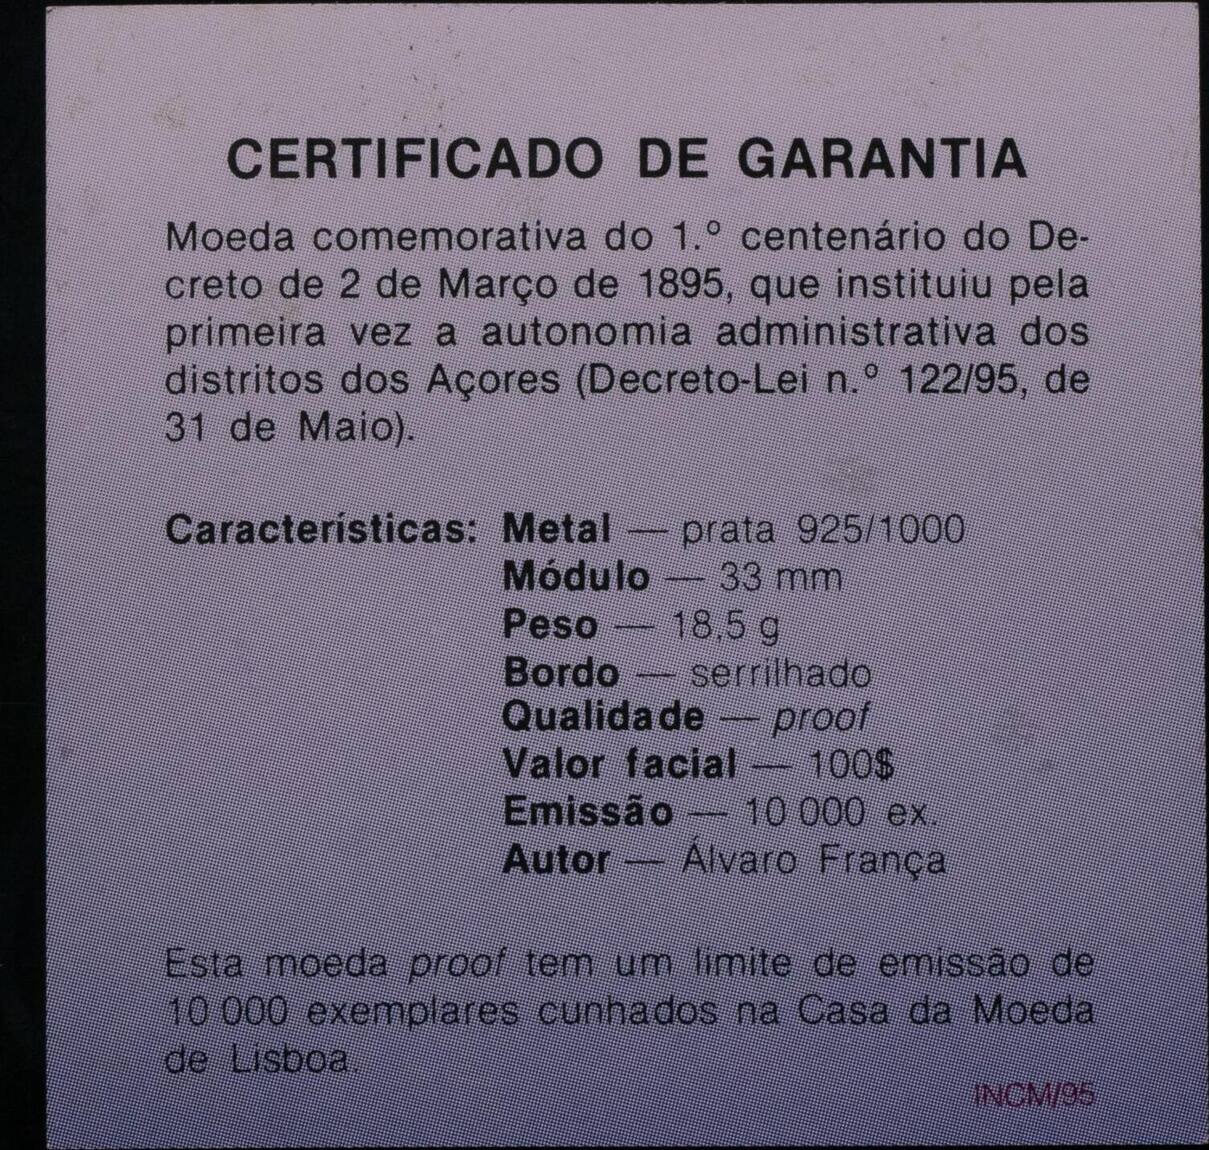 CERTIFICADO DE GARANTIA
Moeda comemorativa do 1.º centenário do De-
creto de 2 de Março de 1895, que instituiu pela
primeira vez a autonomia administrativa dos
distritos dos Açores (Decreto-Lei n.º 122/95, de
31 de Maio).
Características: Metal — prata 925/1000
Módulo — 33 mm
Peso — 18,5 g
Bordo — serrilhado
Qualidade — proof
Valor facial — 100$
Emissão — 10 000 ex.
Autor — Álvaro França
Esta moeda proof tem um limite de emissão de
10 000 exemplares cunhados na Casa da Moeda
de Lisboa.
INCM/95